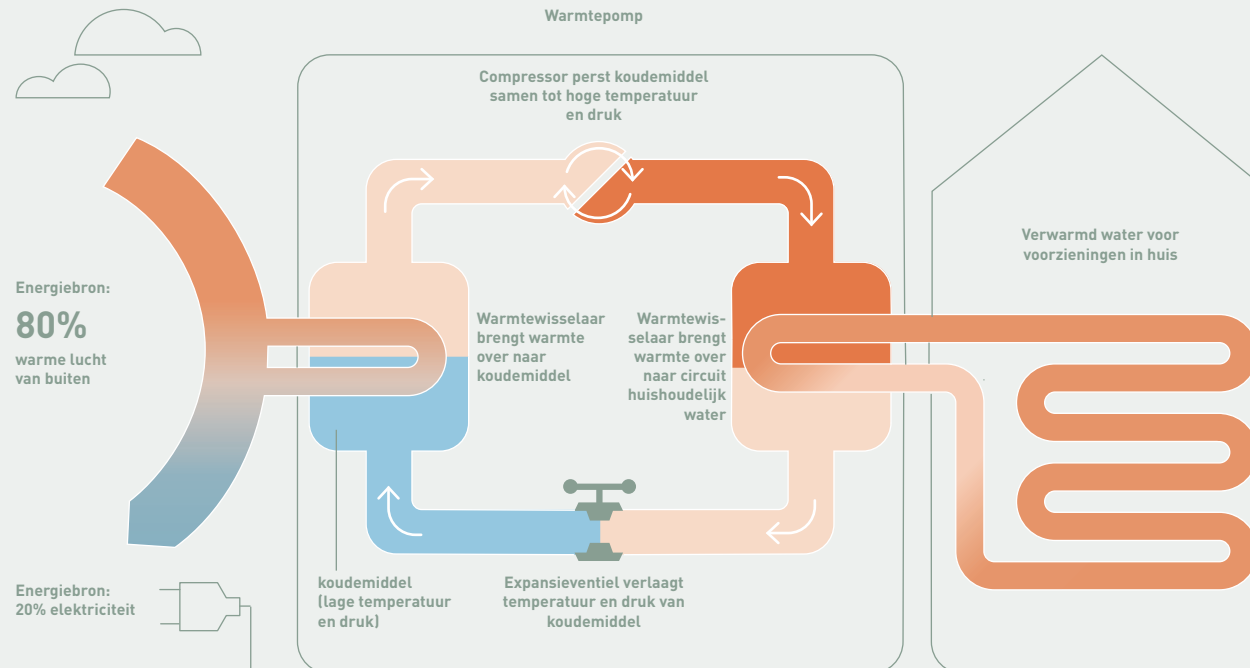 Warmtepomp
Compressor perst koudemiddel
samen tot hoge temperatuur
en druk
Energiebron:
80%
warme lucht
van buiten
Warmtewisselaar
brengt warmte
over naar
koudemiddel
Warmtewis-
selaar brengt
warmte over
naar circuit
huishoudelijk
water
Verwarmd water voor
voorzieningen in huis
Energiebron:
20% elektriciteit
koudemiddel
(lage temperatuur
en druk)
Expansieventiel verlaagt
temperatuur en druk van
koudemiddel